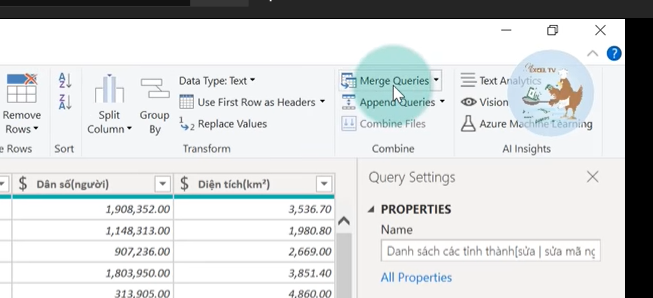 Data Type: Text
Merge Queries
Text Analytics
EXCEL TV
Use First Row as Headers
Append Queries
Vision
Remove Rows
Split Column
Group By
Replace Values
Combine Files
Azure Machine Learning
Rows
Sort
Transform
Combine
AI Insights
$ Dân số(người)
$ Diện tích(km²)
Query Settings
1,908,352.00
3,536.70
PROPERTIES
1,148,313.00
1,980.80
Name
907,236.00
2,669.00
Danh sách các tỉnh thành[sửa | sửa mã
1,803,950.00
3,851.40
All Properties
313,905.00
4,860.00